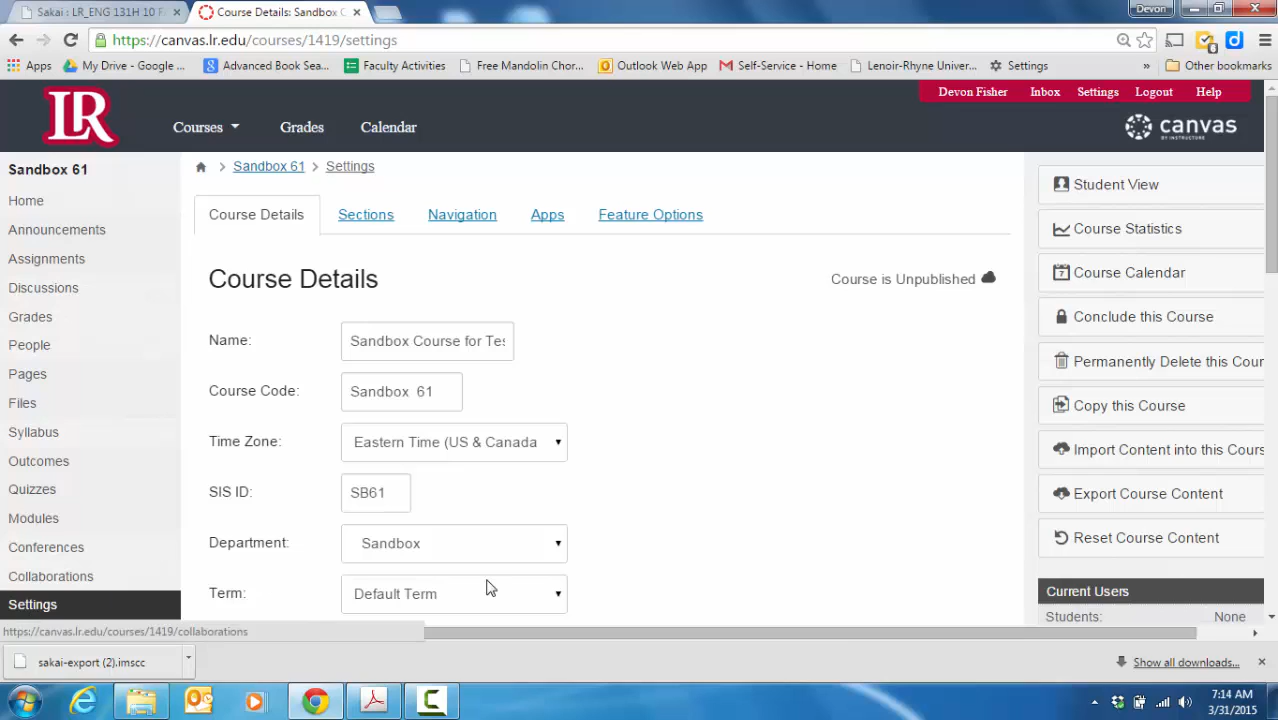 Devon
Sakai : LR_ENG 131H 10 F
Course Details: Sandbox
https://canvas.lr.edu/courses/1419/settings
Apps My Drive - Google ... Advanced Book Sea... Faculty Activities Free Mandolin Chor... Outlook Web App Self-Service - Home Lenoir-Rhyne Univer... Settings » Other bookmarks
LR
Devon Fisher Inbox Settings Logout Help
Courses Grades Calendar
canvas
BY INSTRUCTURE
Sandbox 61
Home
Announcements
Assignments
Discussions
Grades
People
Pages
Files
Syllabus
Outcomes
Quizzes
Modules
Conferences
Collaborations
Settings
Sandbox 61 > Settings
Course Details Sections Navigation Apps Feature Options
Course Details
Course is Unpublished
Name: Sandbox Course for Tes
Course Code: Sandbox 61
Time Zone: Eastern Time (US & Canada
SIS ID: SB61
Department: Sandbox
Term: Default Term
Student View
Course Statistics
7 Course Calendar
Conclude this Course
Permanently Delete this Cour
Copy this Course
Import Content into this Cours
Export Course Content
Reset Course Content
Current Users
Students: None
https://canvas.lr.edu/courses/1419/collaborations
sakai-export (2).imscc
Show all downloads...
7:14 AM
3/31/2015